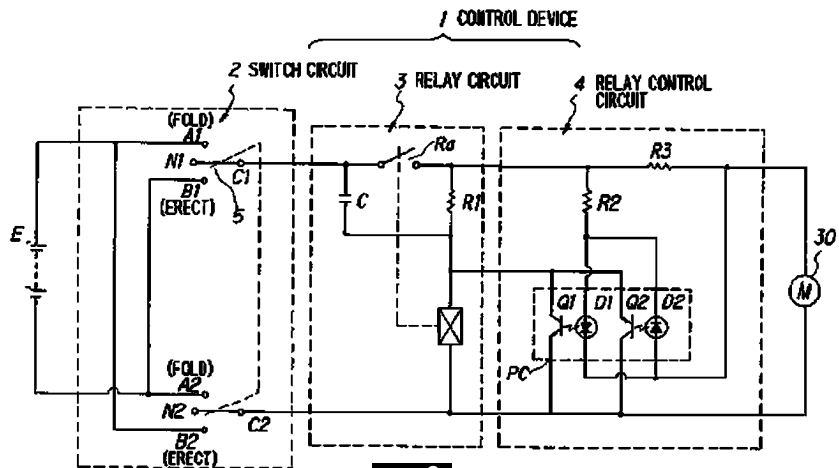 1 CONTROL DEVICE
2 SWITCH CIRCUIT
3 RELAY CIRCUIT
4 RELAY CONTROL
CIRCUIT
(FOLD)
A1
N1
C1
B1
5
(ERECT)
Ra
C
R1
R3
R2
E
30
M
Q1 D1 Q2 D2
PC
(FOLD)
A2
N2
C2
B2
(ERECT)